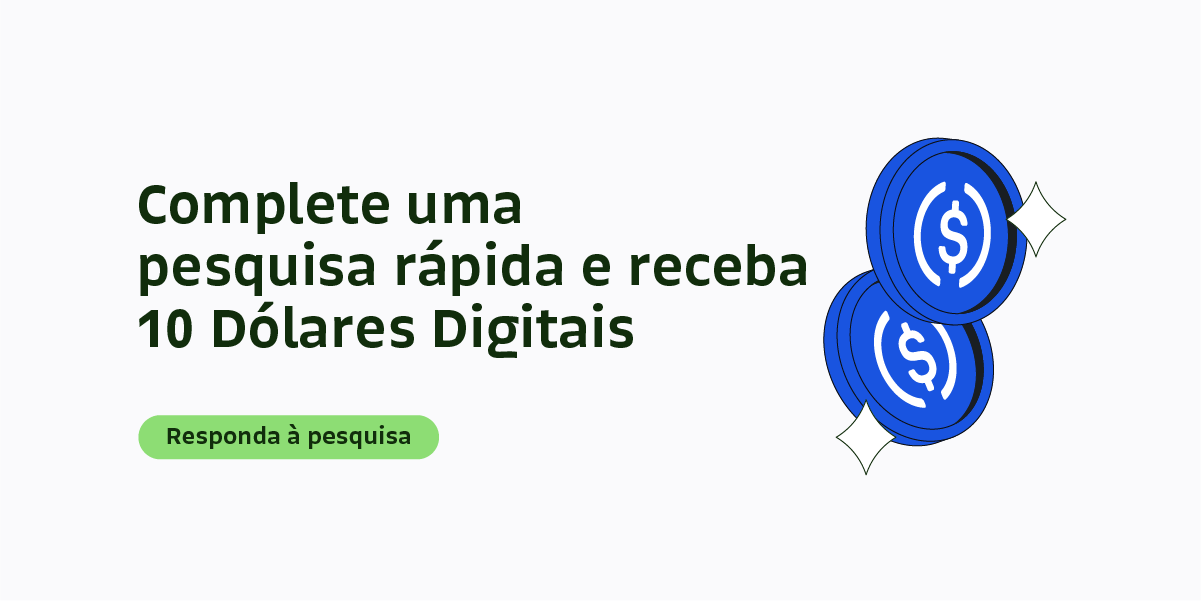 Complete uma
pesquisa rápida e receba
10 Dólares Digitais
Responda à pesquisa
$
$